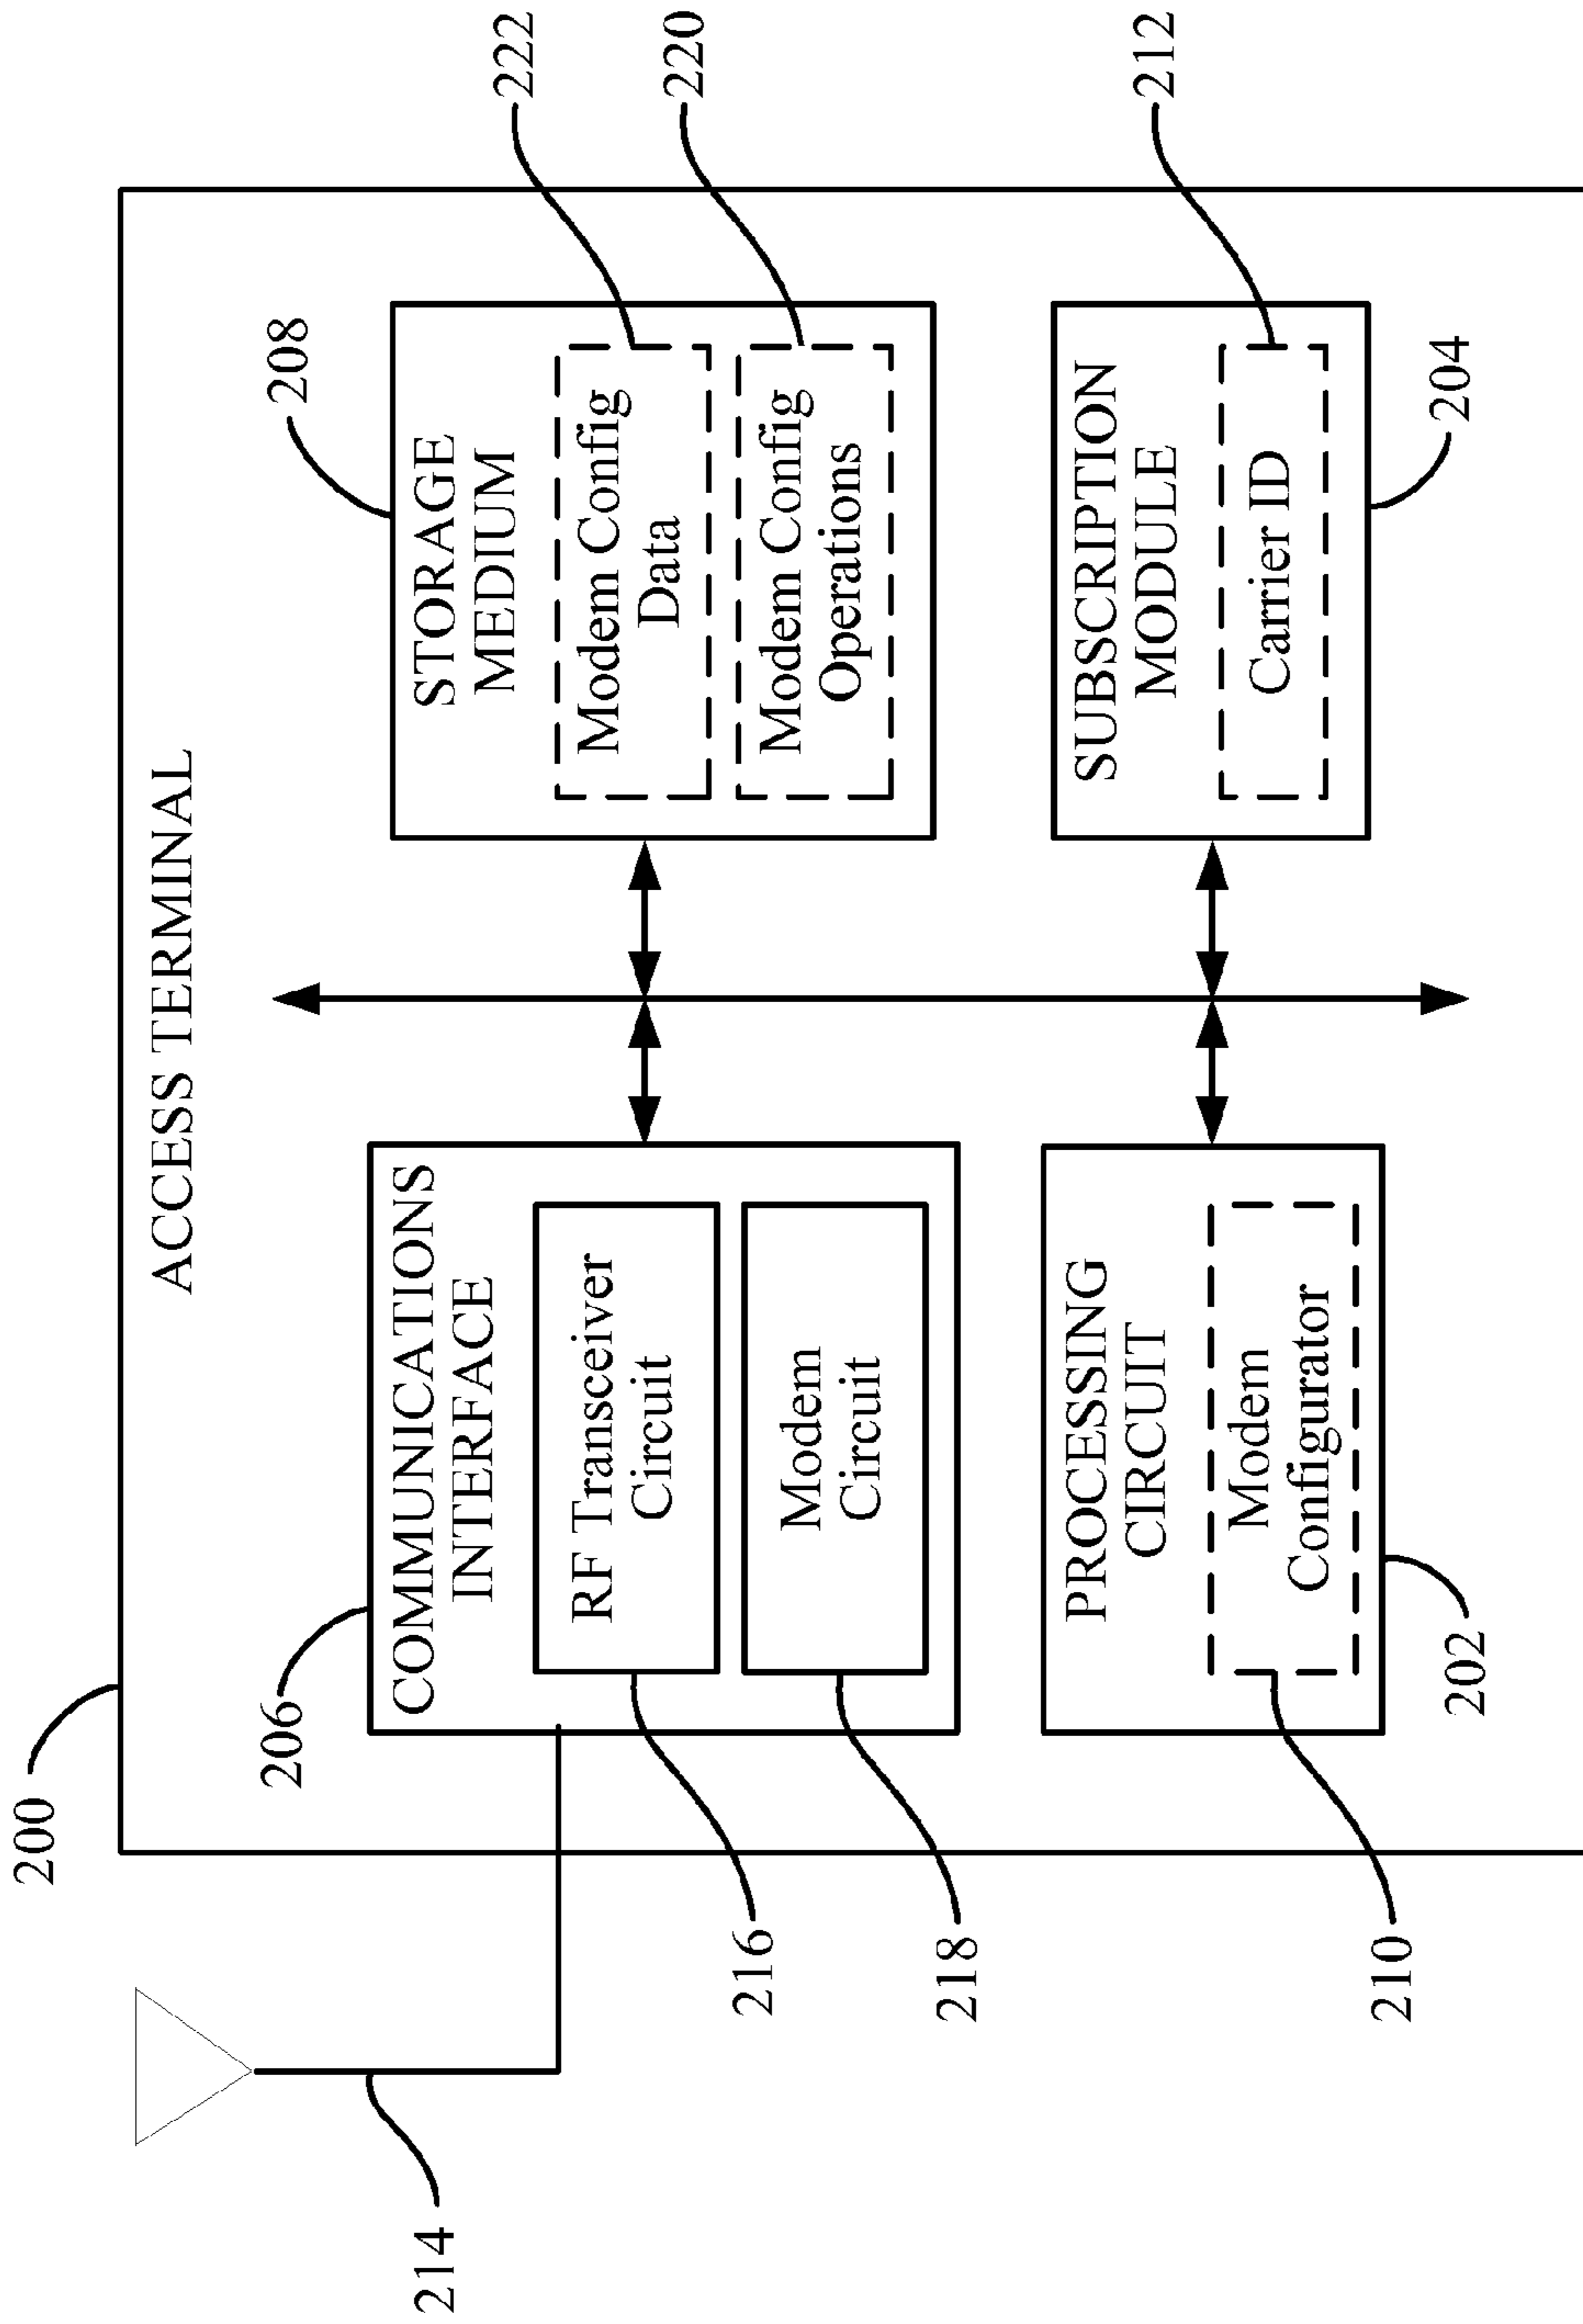 200
ACCESS TERMINAL
214
206
COMMUNICATIONS
INTERFACE
RF Transceiver
Circuit
216
Modem
Circuit
218
208
STORAGE
MEDIUM
Modem Config
Data
222
Modem Config
Operations
220
PROCESSING
CIRCUIT
Modem
Configurator
210
202
SUBSCRIPTION
MODULE
Carrier ID
212
204